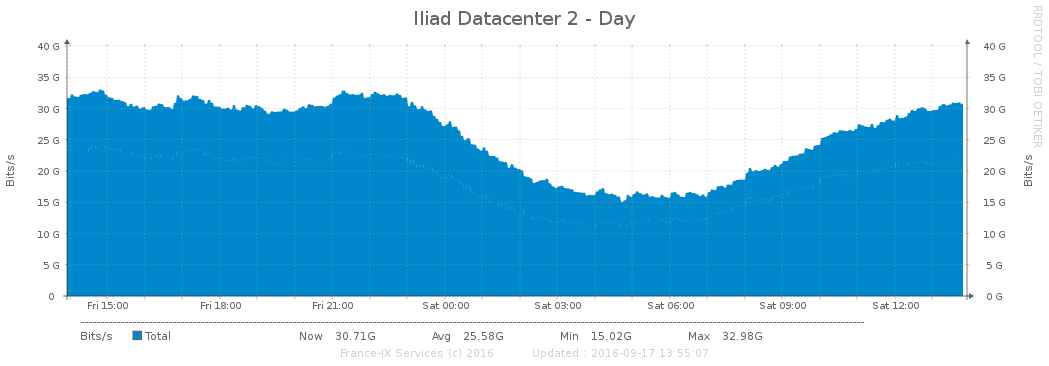 Iliad Datacenter 2 - Day
RRDTOOL / TOBI OETIKER
Bits/s
Bits/s
40 G 40 G
35 G 35 G
30 G 30 G
25 G 25 G
20 G 20 G
15 G 15 G
10 G 10 G
5 G 5 G
0 0 G
Fri 15:00 Fri 18:00 Fri 21:00 Sat 00:00 Sat 03:00 Sat 06:00 Sat 09:00 Sat 12:00
Bits/s Total Now 30.71G Avg 25.58G Min 15.02G Max 32.98G
France-IX Services (c) 2016 Updated : 2016-09-17 13:55:07